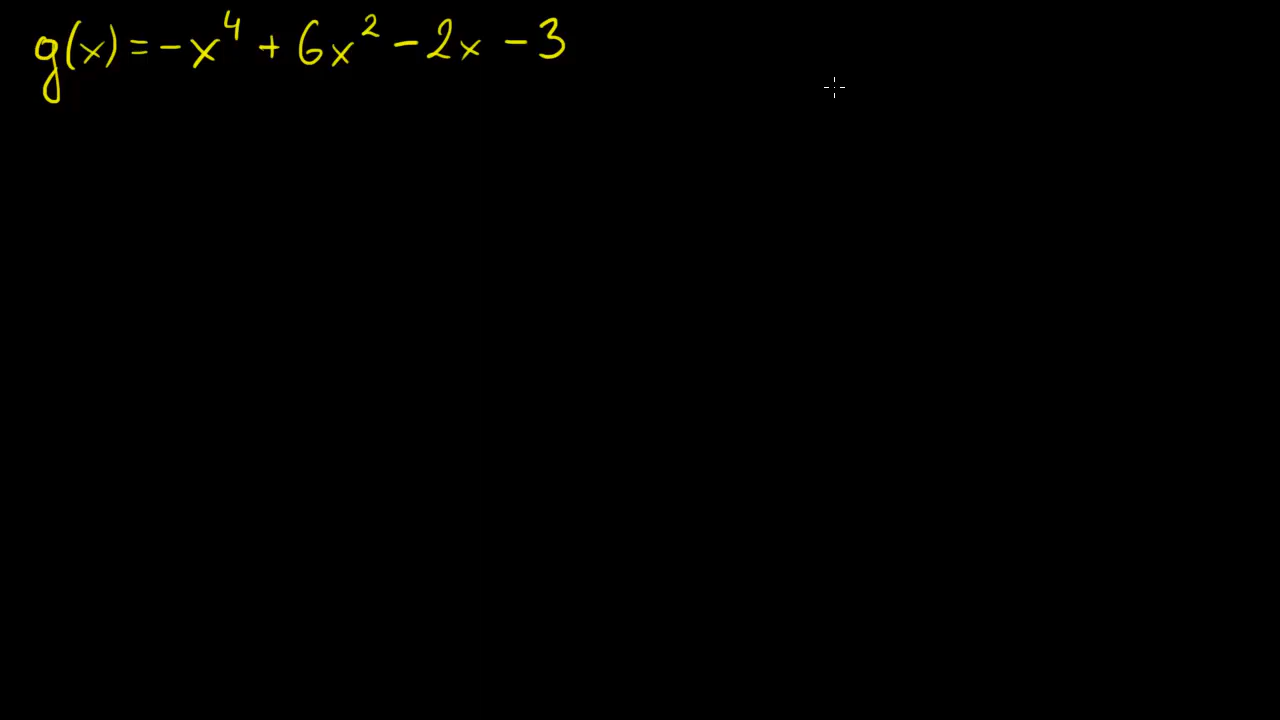 g(x) = -x⁴ + 6x² - 2x - 3